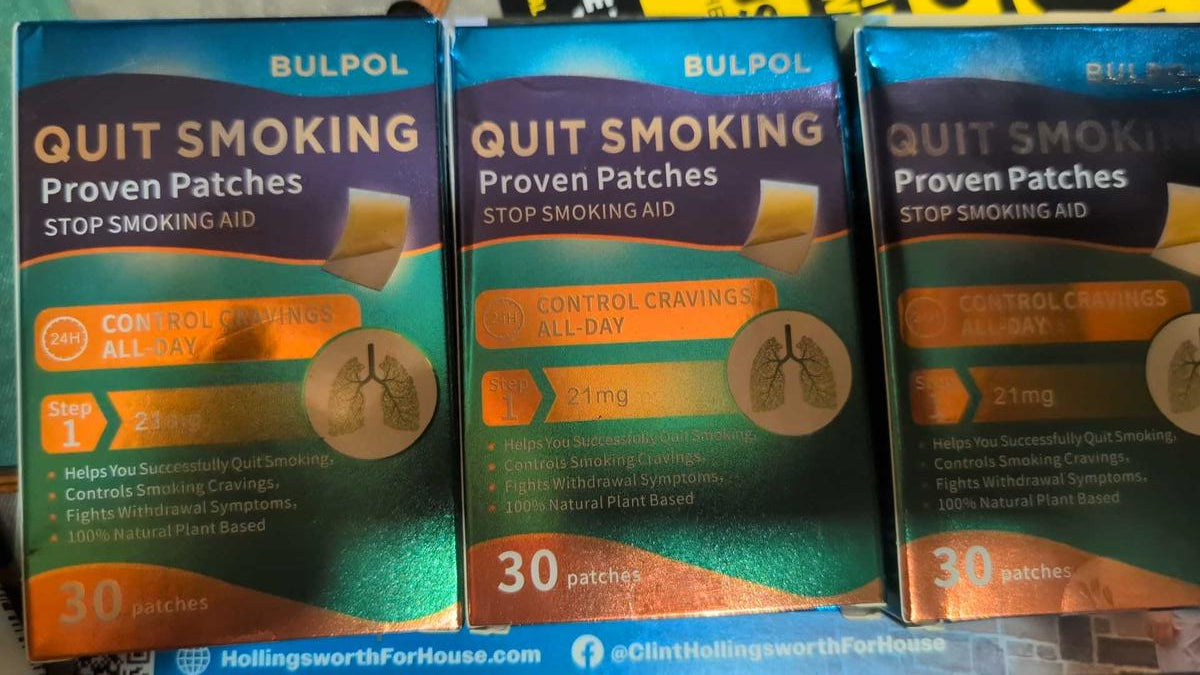 BULPOL
QUIT SMOKING
Proven Patches
STOP SMOKING AID
24H
CONTROL CRAVINGS
ALL-DAY
Step
1
21mg
• Helps You Successfully Quit Smoking,
• Controls Smoking Cravings,
• Fights Withdrawal Symptoms,
• 100% Natural Plant Based
30 patches
BULPOL
QUIT SMOKING
Proven Patches
STOP SMOKING AID
24H
CONTROL CRAVINGS
ALL-DAY
Step
1
21mg
• Helps You Successfully Quit Smoking,
• Controls Smoking Cravings,
• Fights Withdrawal Symptoms,
• 100% Natural Plant Based
30 patches
BULPOL
QUIT SMOKING
Proven Patches
STOP SMOKING AID
CONTROL CRAVINGS
ALL-DAY
21mg
• Helps You Successfully Quit Smoking,
• Controls Smoking Cravings,
• Fights Withdrawal Symptoms,
• 100% Natural Plant Based
30 patches
HollingsworthForHouse.com
@ClintHollingsworthForHouse